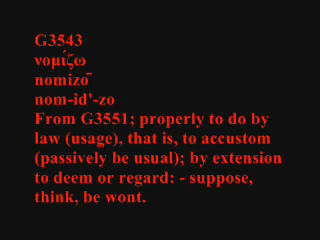 G3543
νομίζω
nomizō
nom-id'-zo
From G3551; properly to do by
law (usage), that is, to accustom
(passively be usual); by extension
to deem or regard: - suppose,
think, be wont.